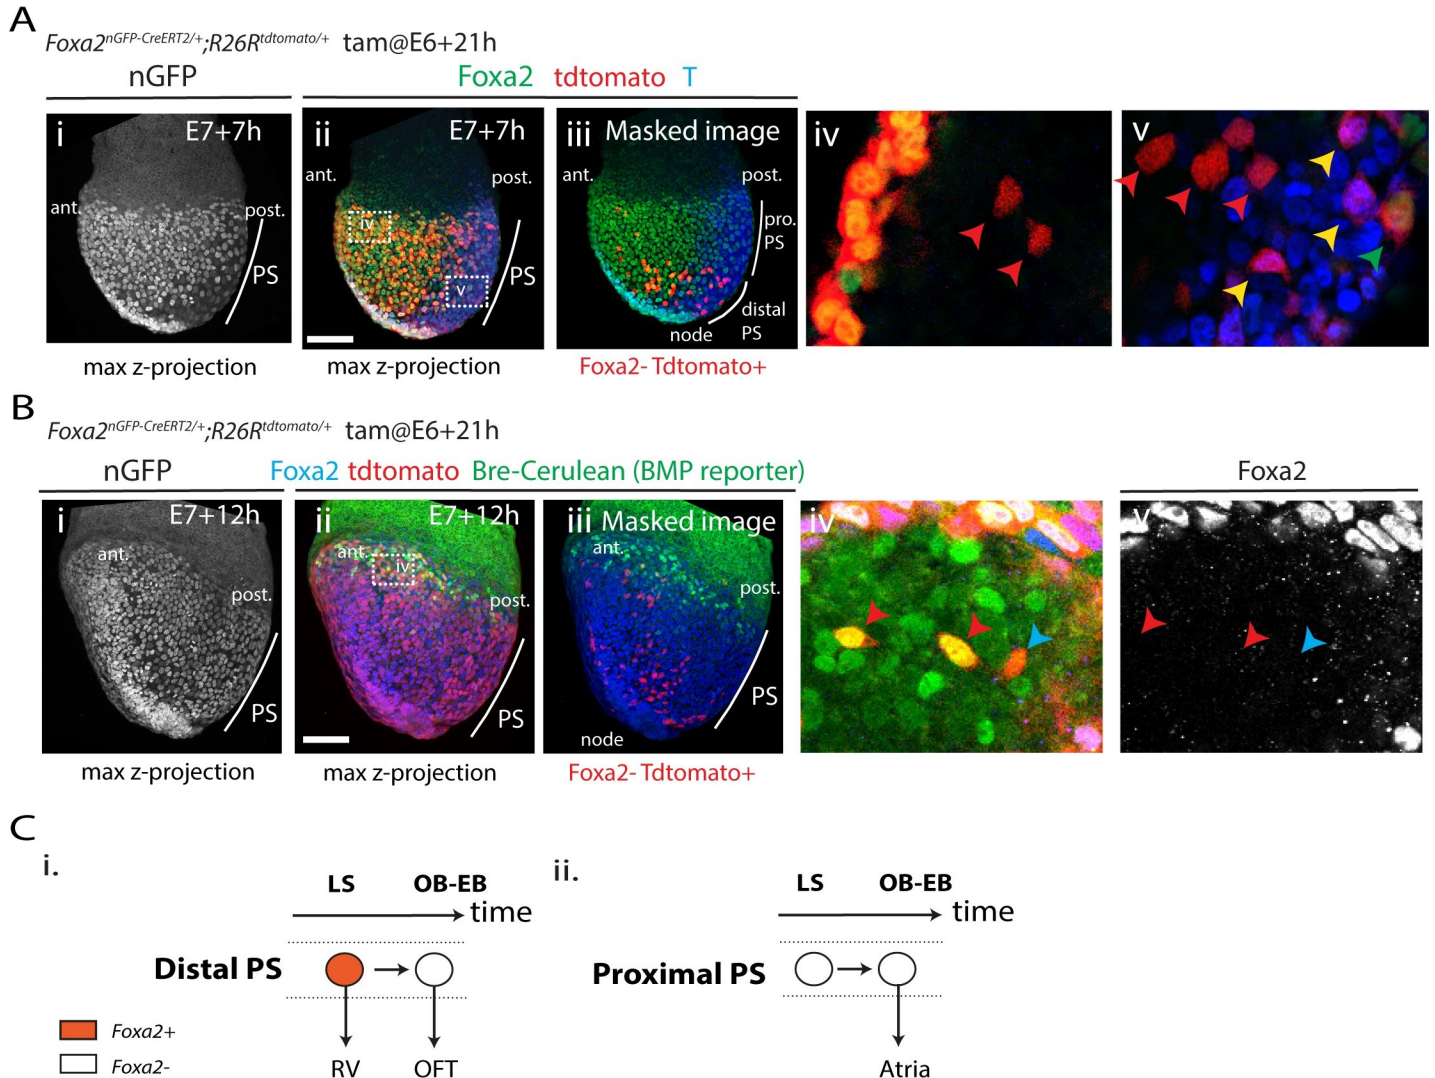 A
Foxa2nGFP-CreERT2/+;R26Rtdtomato/+ tam@E6+21h
nGFP
Foxa2 tdtomato T
i
E7+7h
ant.
post.
PS
max z-projection
ii
E7+7h
ant.
post.
iv
v
PS
max z-projection
iii
Masked image
ant.
post.
pro.
PS
distal
PS
node
Foxa2- Tdtomato+
iv
v
B
Foxa2nGFP-CreERT2/+;R26Rtdtomato/+ tam@E6+21h
nGFP
Foxa2 tdtomato Bre-Cerulean (BMP reporter)
Foxa2
i
E7+12h
ant.
post.
PS
max z-projection
ii
E7+12h
ant.
iv
post.
PS
max z-projection
iii
Masked image
ant.
post.
PS
node
Foxa2- Tdtomato+
iv
v
C
i.
LS
OB-EB
time
Distal PS
Foxa2+
Foxa2-
RV
OFT
ii.
LS
OB-EB
time
Proximal PS
Atria